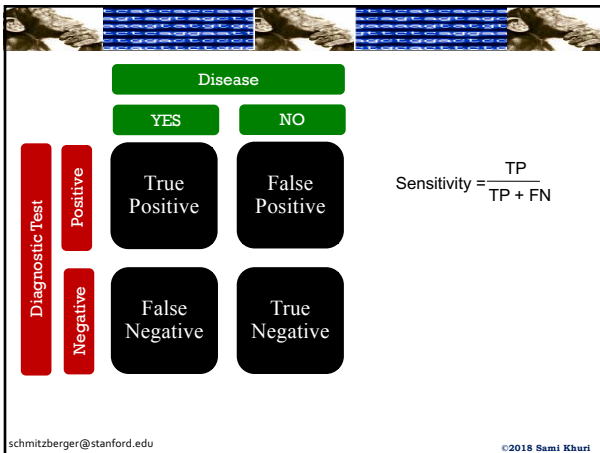 Disease
YES
NO
Diagnostic Test
Positive
True
Positive
False
Positive
Negative
False
Negative
True
Negative
Sensitivity = TP
TP + FN
schmitzberger@stanford.edu
©2018 Sami Khuri